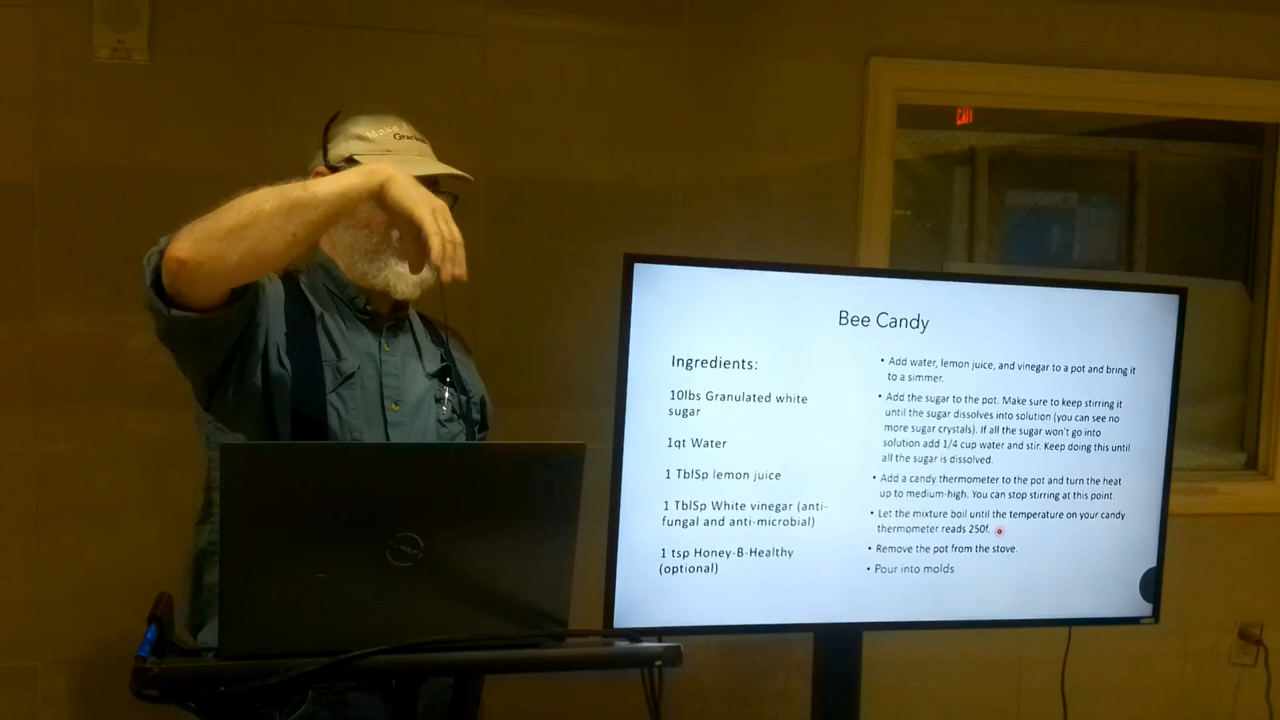 Make
EXIT
Bee Candy
Ingredients:
10lbs Granulated white
sugar
1qt Water
1 TblSp lemon juice
1 TblSp White vinegar (anti-
fungal and anti-microbial)
1 tsp Honey-B-Healthy
(optional)
• Add water, lemon juice, and vinegar to a pot and bring it
to a simmer.
• Add the sugar to the pot. Make sure to keep stirring it
until the sugar dissolves into solution (you can see no
more sugar crystals). If all the sugar won't go into
solution add 1/4 cup water and stir. Keep doing this until
all the sugar is dissolved.
• Add a candy thermometer to the pot and turn the heat
up to medium-high. You can stop stirring at this point.
• Let the mixture boil until the temperature on your candy
thermometer reads 250f.
• Remove the pot from the stove.
• Pour into molds